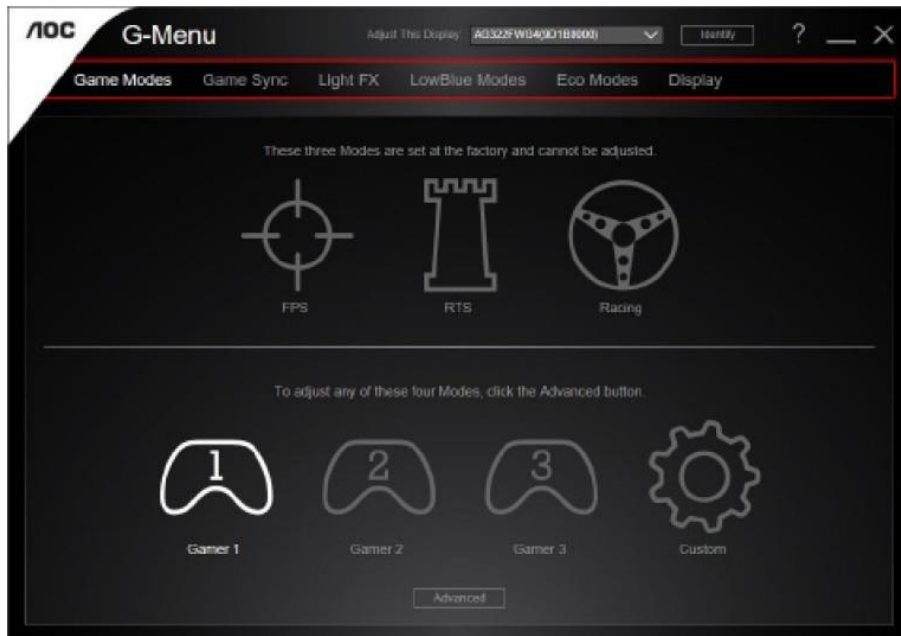 AOC
G-Menu
Adjust This Display:
Identify
?
Game Modes
Game Sync
Light FX
LowBlue Modes
Eco Modes
Display
These three Modes are set at the factory and cannot be adjusted.
FPS
RTS
Racing
To adjust any of these four Modes, click the Advanced button.
1
2
3
Gamer 1
Gamer 2
Gamer 3
Custom
Advanced